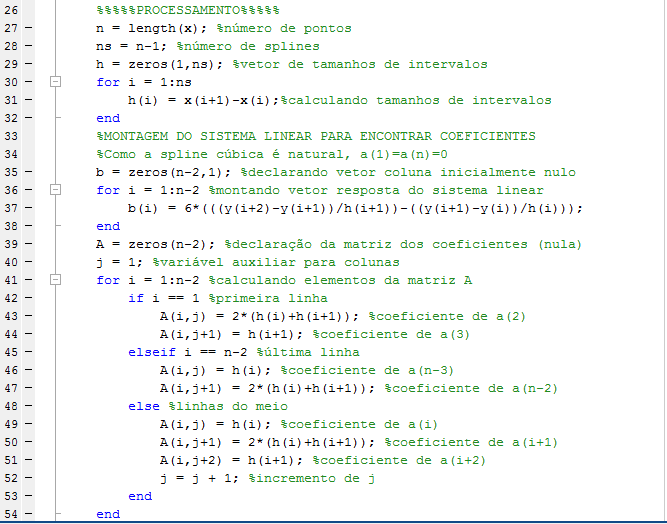 26 %%%%%PROCESSAMENTO%%%%%
27 – n = length(x); %número de pontos
28 – ns = n-1; %número de splines
29 – h = zeros(1,ns); %vetor de tamanhos de intervalos
30 – for i = 1:ns
31 – h(i) = x(i+1)-x(i);%calculando tamanhos de intervalos
32 – end
33 %MONTAGEM DO SISTEMA LINEAR PARA ENCONTRAR COEFICIENTES
34 %Como a spline cúbica é natural, a(1)=a(n)=0
35 – b = zeros(n-2,1); %declarando vetor coluna inicialmente nulo
36 – for i = 1:n-2 %montando vetor resposta do sistema linear
37 – b(i) = 6*(((y(i+2)-y(i+1))/h(i+1))-((y(i+1)-y(i))/h(i)));
38 – end
39 – A = zeros(n-2); %declaração da matriz dos coeficientes (nula)
40 – j = 1; %variável auxiliar para colunas
41 – for i = 1:n-2 %calculando elementos da matriz A
42 – if i == 1 %primeira linha
43 – A(i,j) = 2*(h(i)+h(i+1)); %coeficiente de a(2)
44 – A(i,j+1) = h(i+1); %coeficiente de a(3)
45 – elseif i == n-2 %última linha
46 – A(i,j) = h(i); %coeficiente de a(n-3)
47 – A(i,j+1) = 2*(h(i)+h(i+1)); %coeficiente de a(n-2)
48 – else %linhas do meio
49 – A(i,j) = h(i); %coeficiente de a(i)
50 – A(i,j+1) = 2*(h(i)+h(i+1)); %coeficiente de a(i+1)
51 – A(i,j+2) = h(i+1); %coeficiente de a(i+2)
52 – j = j + 1; %incremento de j
53 – end
54 – end